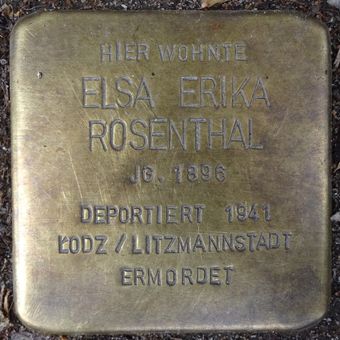 HIER WOHNTE
ELSA ERIKA
ROSENTHAL
JG. 1896
DEPORTIERT 1941
ŁODZ / LITZMANNSTADT
ERMORDET